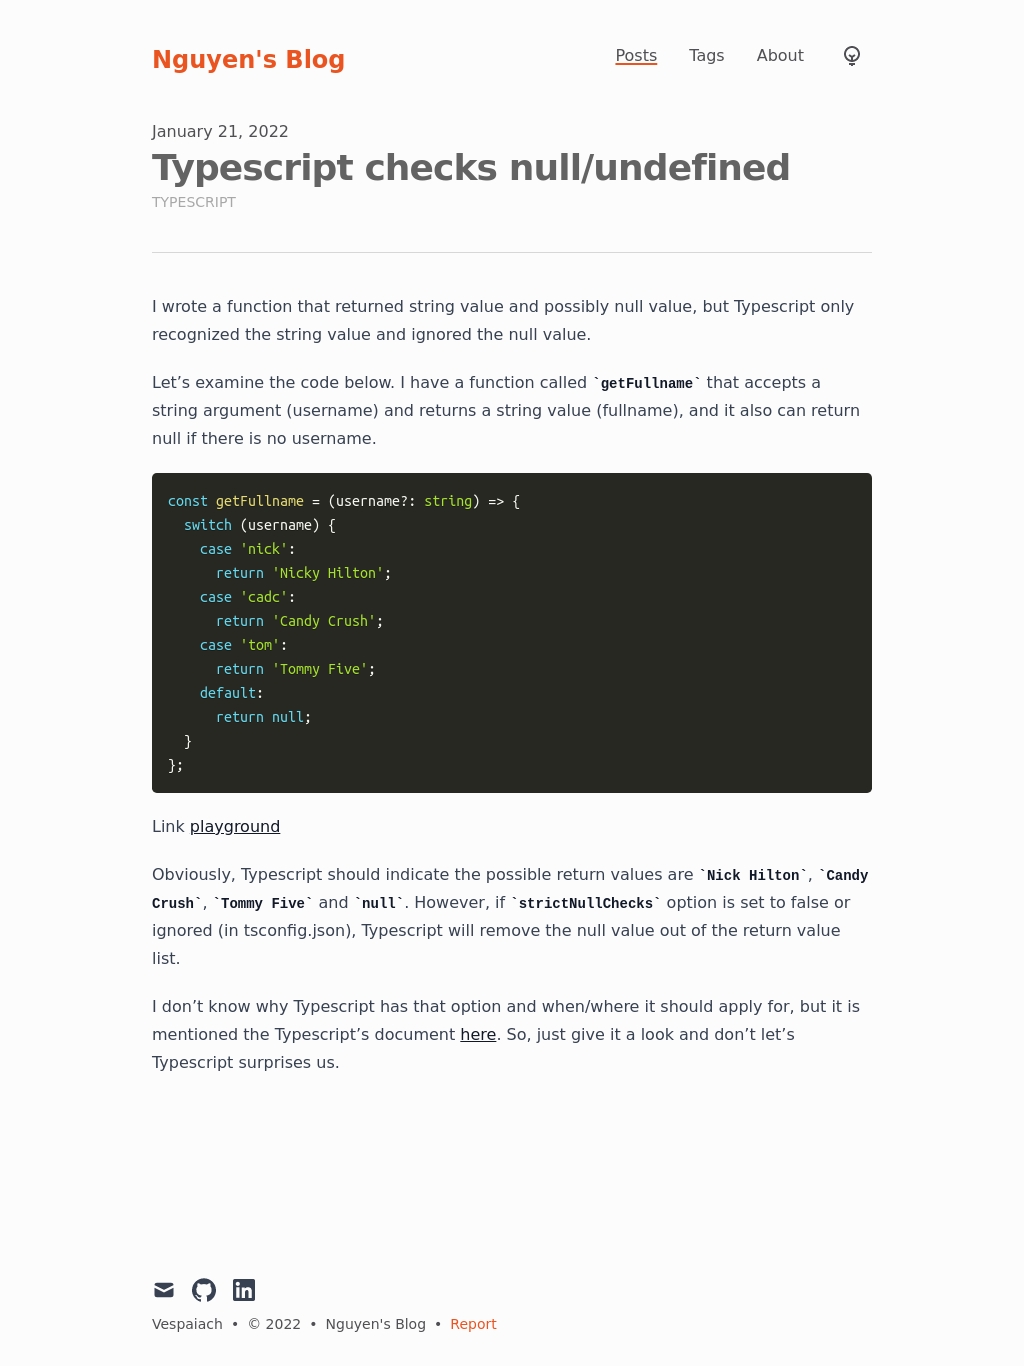 Nguyen's Blog
Posts Tags About
January 21, 2022
Typescript checks null/undefined
TYPESCRIPT
I wrote a function that returned string value and possibly null value, but Typescript only
recognized the string value and ignored the null value.
Let’s examine the code below. I have a function called `getFullname` that accepts a
string argument (username) and returns a string value (fullname), and it also can return
null if there is no username.
const getFullname = (username?: string) => {
  switch (username) {
    case 'nick':
      return 'Nicky Hilton';
    case 'cadc':
      return 'Candy Crush';
    case 'tom':
      return 'Tommy Five';
    default:
      return null;
  }
};
Link playground
Obviously, Typescript should indicate the possible return values are `Nick Hilton`, `Candy
Crush`, `Tommy Five` and `null`. However, if `strictNullChecks` option is set to false or
ignored (in tsconfig.json), Typescript will remove the null value out of the return value
list.
I don’t know why Typescript has that option and when/where it should apply for, but it is
mentioned the Typescript’s document here. So, just give it a look and don’t let’s
Typescript surprises us.
Vespaiach • © 2022 • Nguyen's Blog • Report